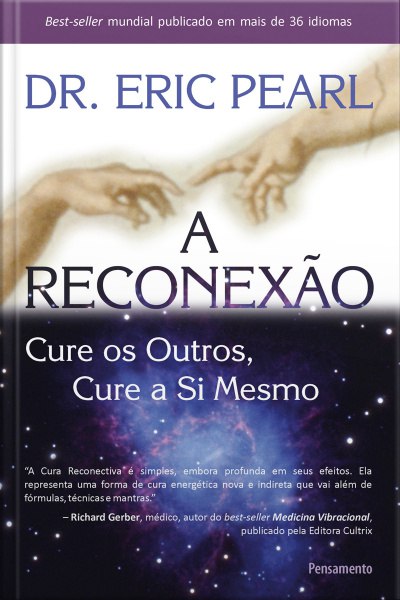 Best-seller mundial publicado em mais de 36 idiomas
DR. ERIC PEARL
A
RECONEXÃO
Cure os Outros,
Cure a Si Mesmo
“A Cura Reconectiva é simples, embora profunda em seus efeitos. Ela
representa uma forma de cura energética nova e indireta que vai além de
fórmulas, técnicas e mantras.”
– Richard Gerber, médico, autor do best-seller Medicina Vibracional,
publicado pela Editora Cultrix
Pensamento